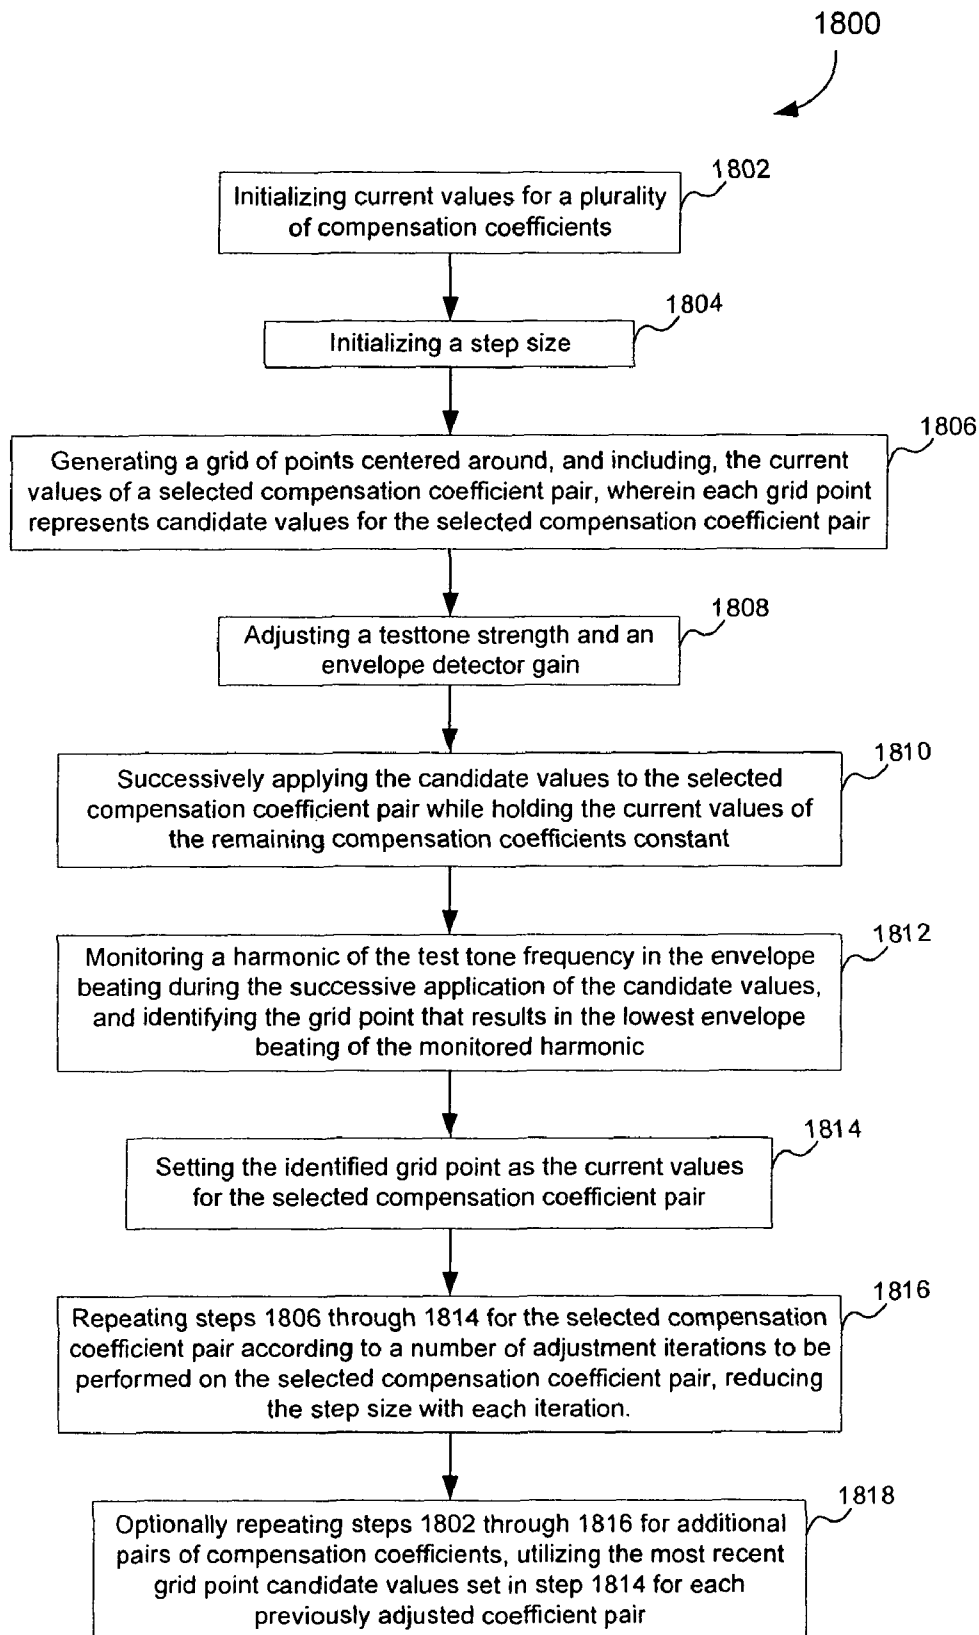 1800
1802
Initializing current values for a plurality
of compensation coefficients
1804
Initializing a step size
1806
Generating a grid of points centered around, and including, the current
values of a selected compensation coefficient pair, wherein each grid point
represents candidate values for the selected compensation coefficient pair
1808
Adjusting a testtone strength and an
envelope detector gain
1810
Successively applying the candidate values to the selected
compensation coefficient pair while holding the current values of
the remaining compensation coefficients constant
1812
Monitoring a harmonic of the test tone frequency in the envelope
beating during the successive application of the candidate values,
and identifying the grid point that results in the lowest envelope
beating of the monitored harmonic
1814
Setting the identified grid point as the current values
for the selected compensation coefficient pair
1816
Repeating steps 1806 through 1814 for the selected compensation
coefficient pair according to a number of adjustment iterations to be
performed on the selected compensation coefficient pair, reducing
the step size with each iteration.
1818
Optionally repeating steps 1802 through 1816 for additional
pairs of compensation coefficients, utilizing the most recent
grid point candidate values set in step 1814 for each
previously adjusted coefficient pair